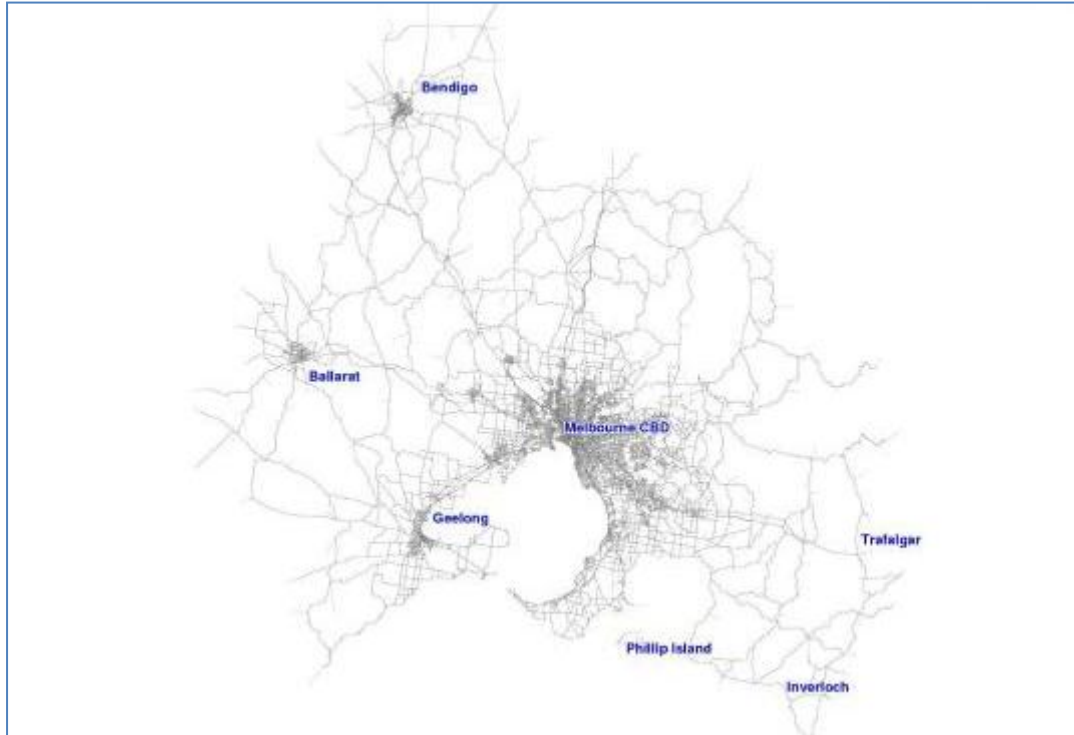 Bendigo
Ballarat
Melbourne CBD
Geelong
Trafalgar
Phillip Island
Inverloch